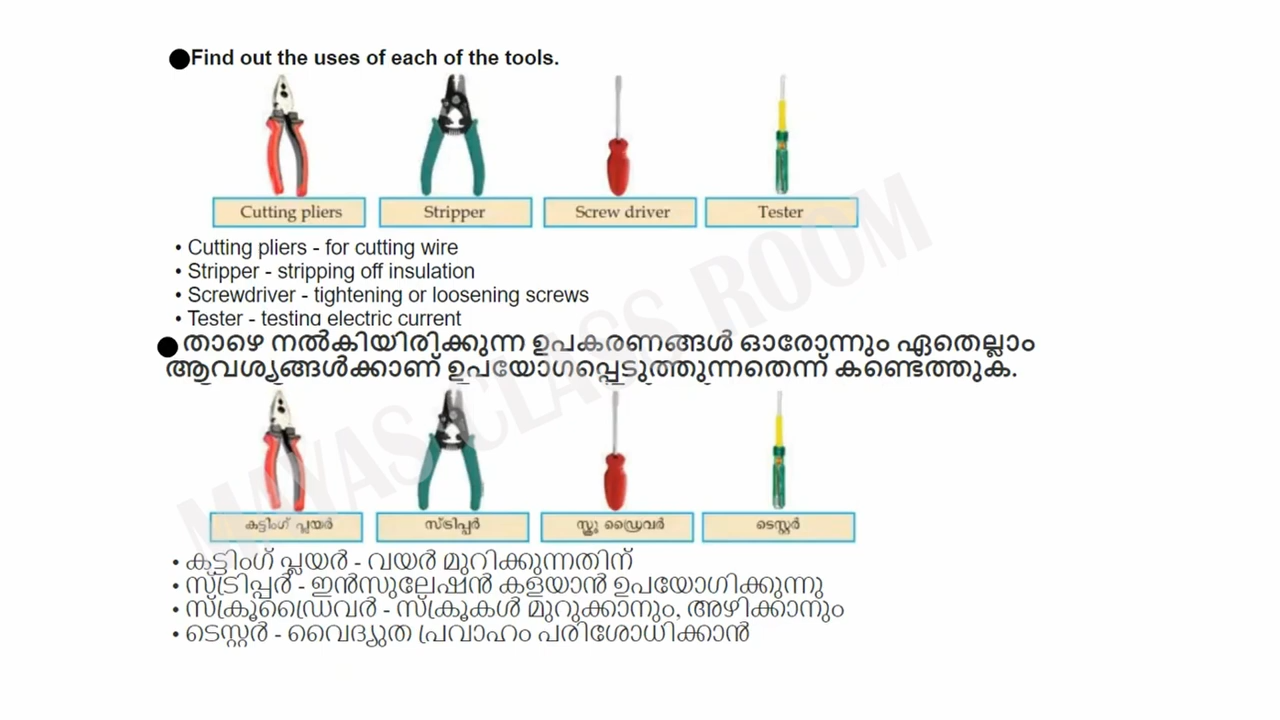 ●Find out the uses of each of the tools.
Cutting pliers Stripper Screw driver Tester
• Cutting pliers - for cutting wire
• Stripper - stripping off insulation
• Screwdriver - tightening or loosening screws
• Tester - testing electric current
●താഴെ നൽകിയിരിക്കുന്ന ഉപകരണങ്ങൾ ഓരോന്നും ഏതെല്ലാം
ആവശ്യങ്ങൾക്കാണ് ഉപയോഗപ്പെടുത്തുന്നതെന്ന് കണ്ടെത്തുക.
കട്ടിംഗ് പ്ലയർ സ്ട്രിപ്പർ സ്ക്രൂ ഡ്രൈവർ ടെസ്റ്റർ
• കട്ടിംഗ് പ്ലയർ - വയർ മുറിക്കുന്നതിന്
• സ്ട്രിപ്പർ - ഇൻസുലേഷൻ കളയാൻ ഉപയോഗിക്കുന്നു
• സ്ക്രൂഡ്രൈവർ - സ്ക്രൂകൾ മുറുക്കാനും, അഴിക്കാനും
• ടെസ്റ്റർ - വൈദ്യുത പ്രവാഹം പരിശോധിക്കാൻ
MAYAS CLASS ROOM